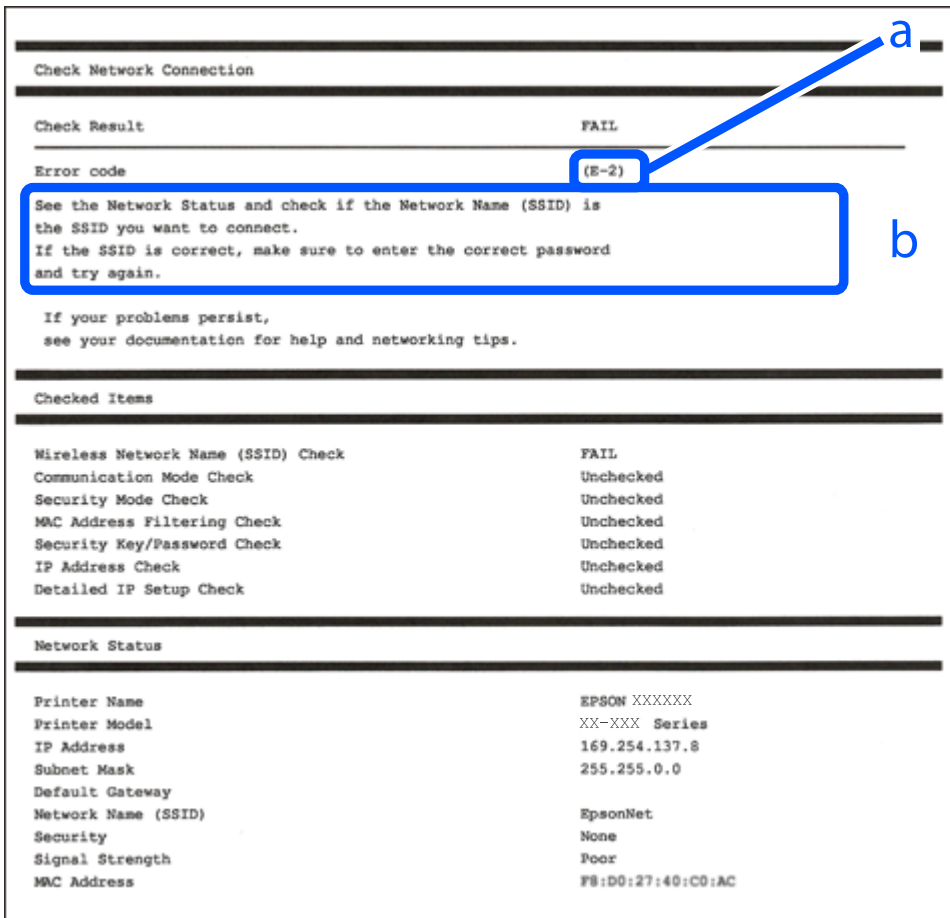 a
Check Network Connection
Check Result FAIL
Error code (E-2)
See the Network Status and check if the Network Name (SSID) is
the SSID you want to connect.
If the SSID is correct, make sure to enter the correct password
and try again.
b
If your problems persist,
see your documentation for help and networking tips.
Checked Items
Wireless Network Name (SSID) Check FAIL
Communication Mode Check Unchecked
Security Mode Check Unchecked
MAC Address Filtering Check Unchecked
Security Key/Password Check Unchecked
IP Address Check Unchecked
Detailed IP Setup Check Unchecked
Network Status
Printer Name EPSON XXXXXX
Printer Model XX-XXX Series
IP Address 169.254.137.8
Subnet Mask 255.255.0.0
Default Gateway
Network Name (SSID) EpsonNet
Security None
Signal Strength Poor
MAC Address F8:D0:27:40:C0:AC